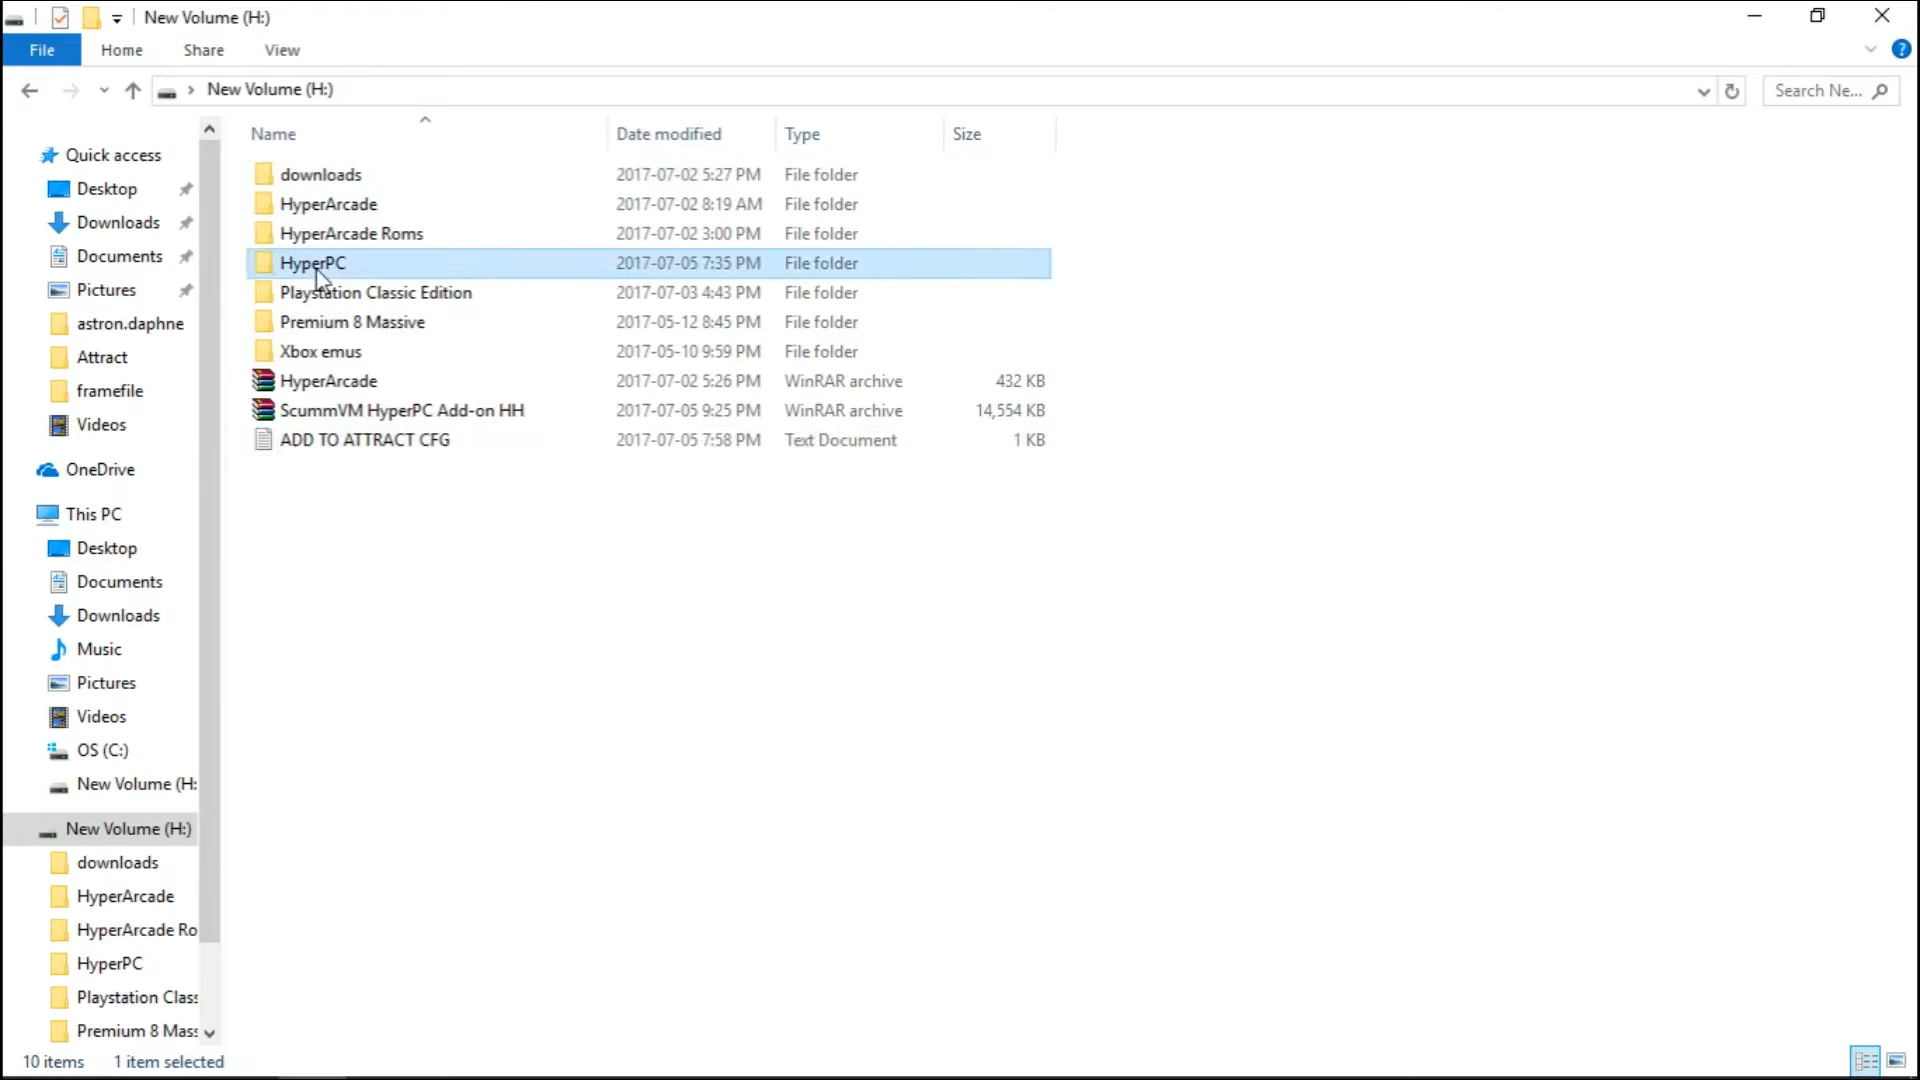 New Volume (H:)
File Home Share View
New Volume (H:) Search Ne...
Name Date modified Type Size
Quick access
Desktop
Downloads
Documents
Pictures
astron.daphne
Attract
framefile
Videos
OneDrive
This PC
Desktop
Documents
Downloads
Music
Pictures
Videos
OS (C:)
New Volume (H:
New Volume (H:)
downloads
HyperArcade
HyperArcade Ro
HyperPC
Playstation Class
Premium 8 Mass
downloads 2017-07-02 5:27 PM File folder
HyperArcade 2017-07-02 8:19 AM File folder
HyperArcade Roms 2017-07-02 3:00 PM File folder
HyperPC 2017-07-05 7:35 PM File folder
Playstation Classic Edition 2017-07-03 4:43 PM File folder
Premium 8 Massive 2017-05-12 8:45 PM File folder
Xbox emus 2017-05-10 9:59 PM File folder
HyperArcade 2017-07-02 5:26 PM WinRAR archive 432 KB
ScummVM HyperPC Add-on HH 2017-07-05 9:25 PM WinRAR archive 14,554 KB
ADD TO ATTRACT CFG 2017-07-05 7:58 PM Text Document 1 KB
10 items 1 item selected